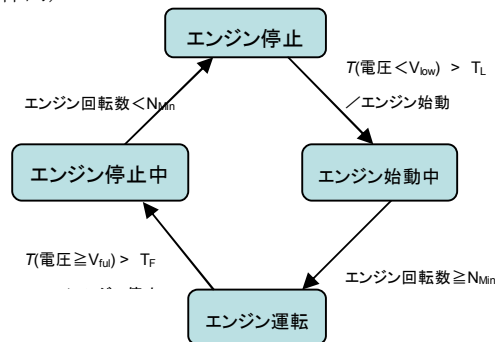 エンジン停止
T(電圧<Vlow) > TL
／エンジン始動
エンジン回転数<NMin
エンジン停止中
エンジン始動中
T(電圧≧Vful) > TF
エンジン回転数≧NMin
エンジン運転